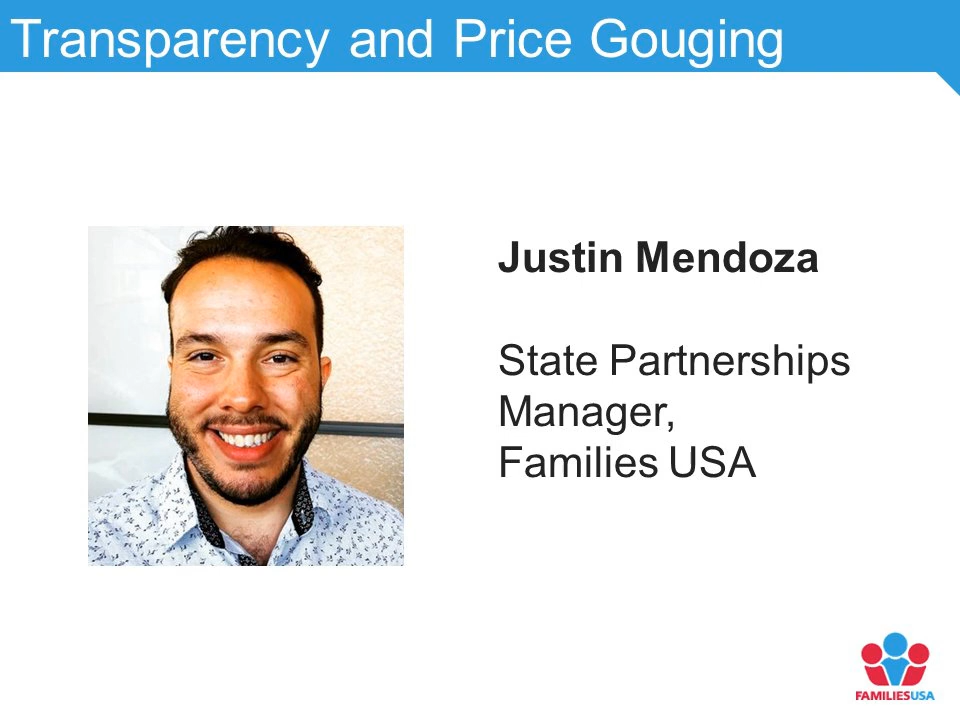 Transparency and Price Gouging
Justin Mendoza
State Partnerships
Manager,
Families USA
FAMILIESUSA